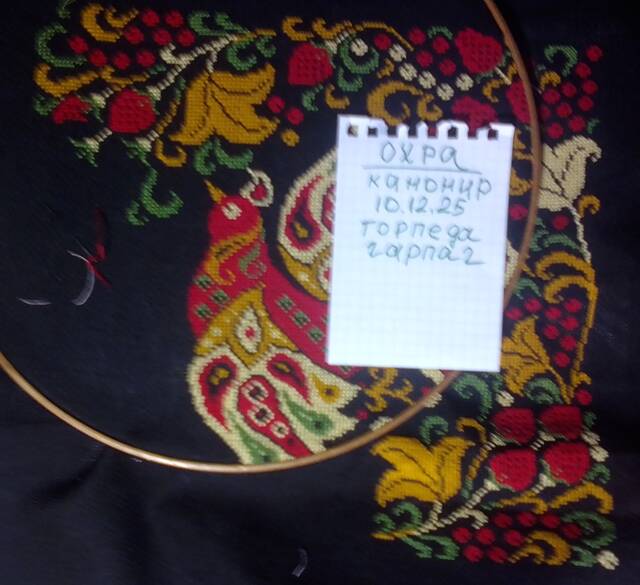 охра
канонир
10.12.25
торпеда
гарпаг